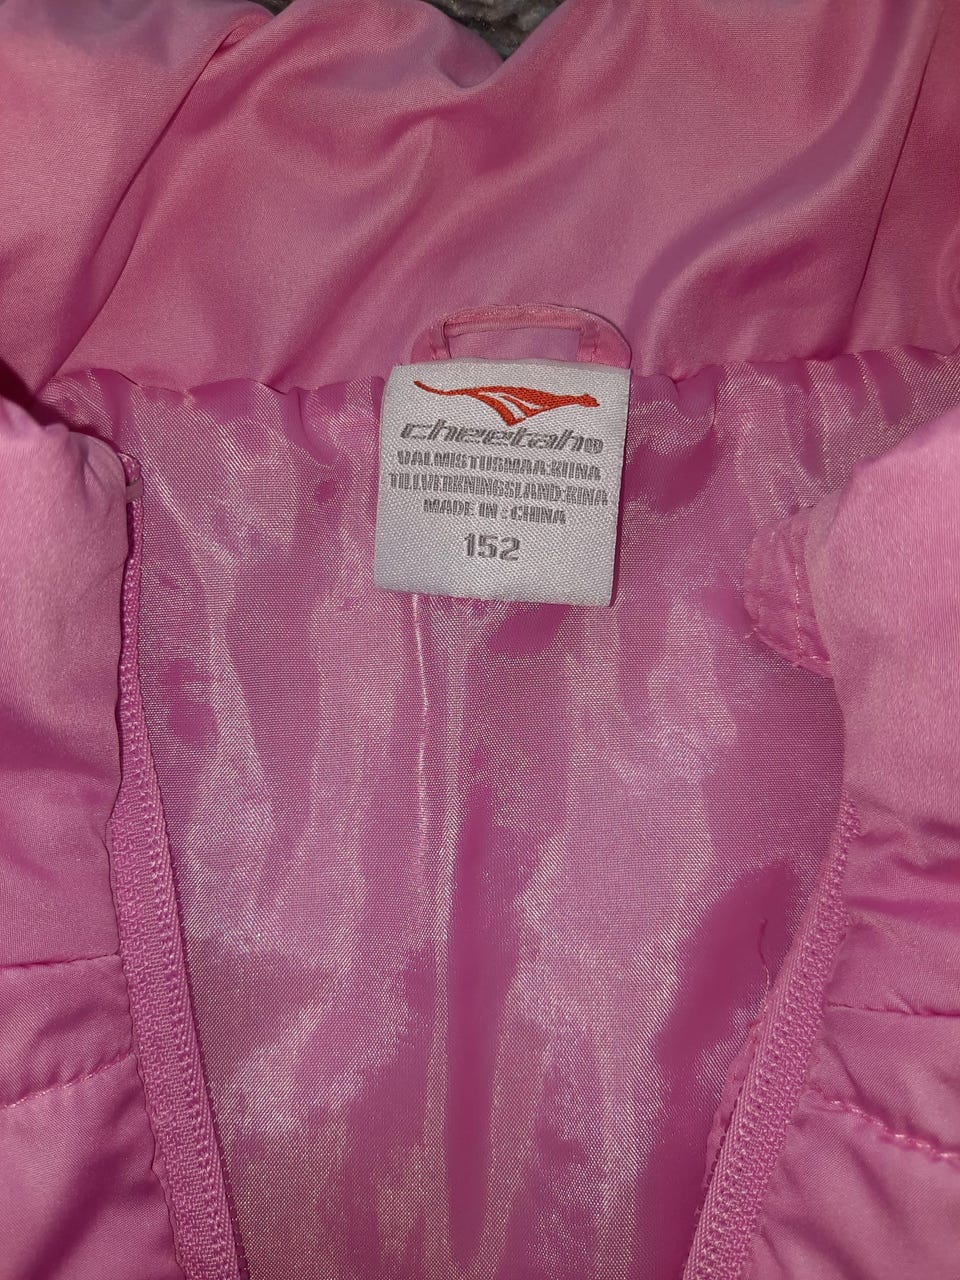 cheetah®
VALMISTUSMAA:KIINA
TILLVERKNINGSLAND:KINA
MADE IN : CHINA
152